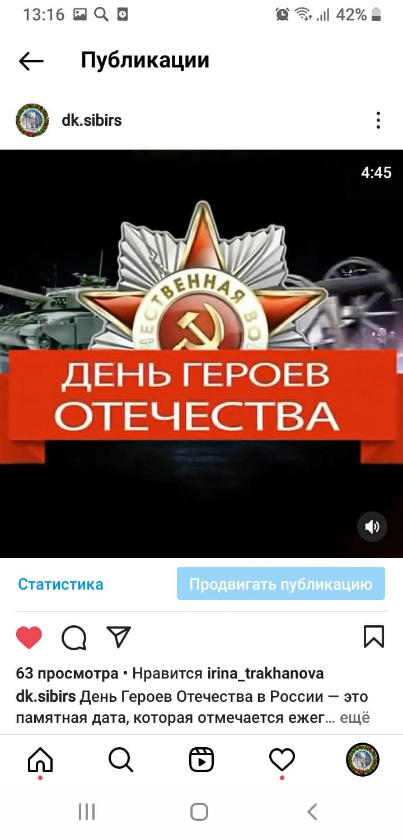 13:16
42%
Публикации
dk.sibirs
4:45
ЧЕСТВЕННАЯ ВО
ДЕНЬ ГЕРОЕВ
ОТЕЧЕСТВА
Статистика
Продвигать публикацию
63 просмотра • Нравится irina_trakhanova
dk.sibirs День Героев Отечества в России — это
памятная дата, которая отмечается ежег... ещё